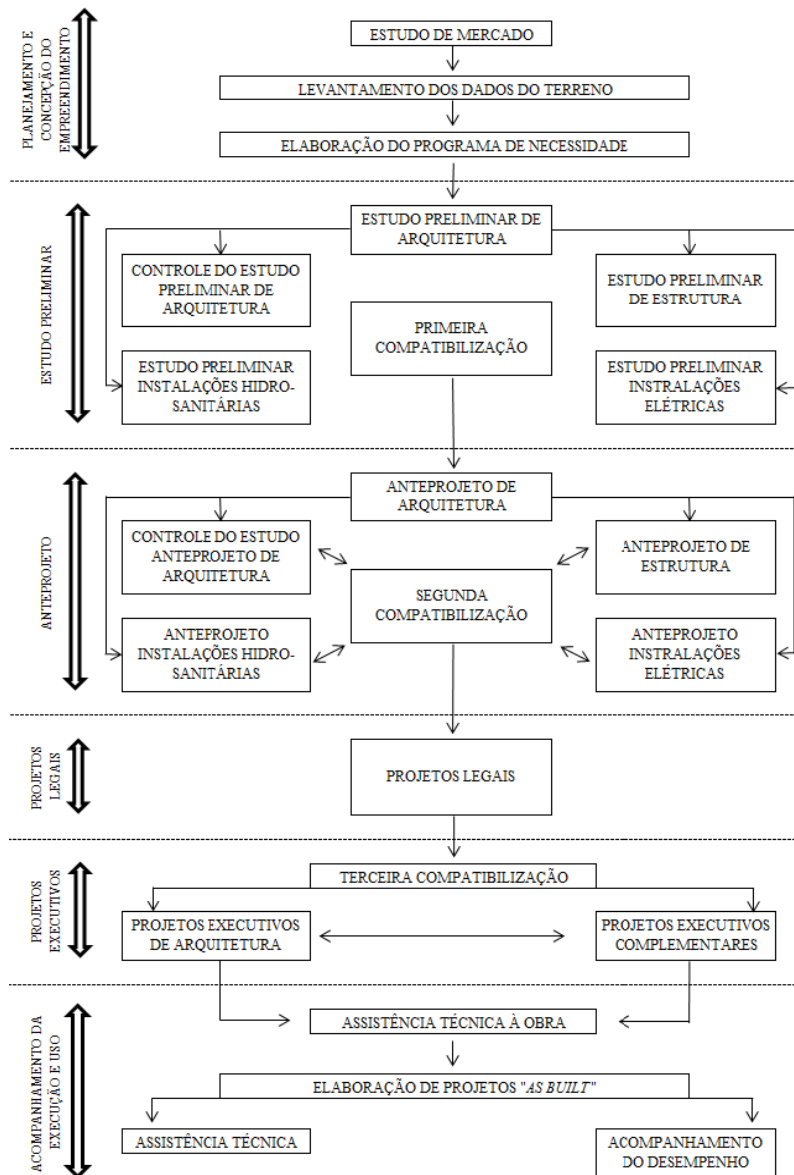 PLANEJAMENTO E
CONCEPÇÃO DO
EMPREENDIMENTO
ESTUDO DE MERCADO
LEVANTAMENTO DOS DADOS DO TERRENO
ELABORAÇÃO DO PROGRAMA DE NECESSIDADE
ESTUDO PRELIMINAR
ESTUDO PRELIMINAR DE
ARQUITETURA
CONTROLE DO ESTUDO
PRELIMINAR DE
ARQUITETURA
ESTUDO PRELIMINAR
DE ESTRUTURA
PRIMEIRA
COMPATIBILIZAÇÃO
ESTUDO PRELIMINAR
INSTALAÇÕES HIDRO-
SANITÁRIAS
ESTUDO PRELIMINAR
INSTRALAÇÕES
ELÉTRICAS
ANTEPROJETO
ANTEPROJETO DE
ARQUITETURA
CONTROLE DO ESTUDO
ANTEPROJETO DE
ARQUITETURA
ANTEPROJETO DE
ESTRUTURA
SEGUNDA
COMPATIBILIZAÇÃO
ANTEPROJETO
INSTALAÇÕES HIDRO-
SANITÁRIAS
ANTEPROJETO
INSTRALAÇÕES
ELÉTRICAS
PROJETOS
LEGAIS
PROJETOS LEGAIS
PROJETOS
EXECUTIVOS
TERCEIRA COMPATIBILIZAÇÃO
PROJETOS EXECUTIVOS
DE ARQUITETURA
PROJETOS EXECUTIVOS
COMPLEMENTARES
ACOMPANHAMENTO DA
EXECUÇÃO E USO
ASSISTÊNCIA TÉCNICA À OBRA
ELABORAÇÃO DE PROJETOS "AS BUILT"
ASSISTÊNCIA TÉCNICA
ACOMPANHAMENTO
DO DESEMPENHO